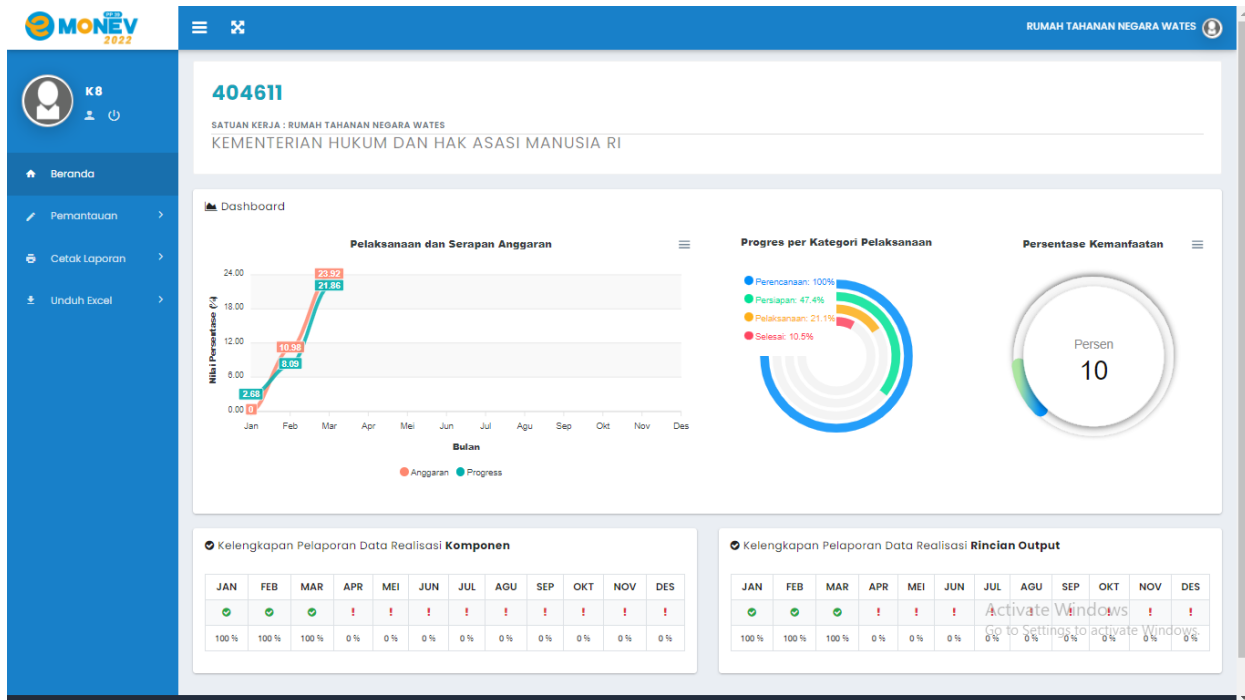 PP 39
e MONEV
2022
RUMAH TAHANAN NEGARA WATES
K8
Beranda
Pemantauan
Cetak Laporan
Unduh Excel
404611
SATUAN KERJA : RUMAH TAHANAN NEGARA WATES
KEMENTERIAN HUKUM DAN HAK ASASI MANUSIA RI
Dashboard
Pelaksanaan dan Serapan Anggaran
Nilai Persentase (%)
24.00
18.00
12.00
6.00
0.00
23.92
21.86
10.98
8.09
2.68
0
Jan Feb Mar Apr Mei Jun Jul Agu Sep Okt Nov Des
Bulan
Anggaran Progress
Progres per Kategori Pelaksanaan
Perencanaan: 100%
Persiapan: 47.4%
Pelaksanaan: 21.1%
Selesai: 10.5%
Persentase Kemanfaatan
Persen
10
Kelengkapan Pelaporan Data Realisasi Komponen
JAN FEB MAR APR MEI JUN JUL AGU SEP OKT NOV DES
! ! ! ! ! ! ! ! !
100 % 100 % 100 % 0 % 0 % 0 % 0 % 0 % 0 % 0 % 0 % 0 %
Kelengkapan Pelaporan Data Realisasi Rincian Output
JAN FEB MAR APR MEI JUN JUL AGU SEP OKT NOV DES
! ! ! ! ! ! ! ! !
100 % 100 % 100 % 0 % 0 % 0 % 0 % 0 % 0 % 0 % 0 % 0 %
Activate Windows
Go to Settings to activate Windows.